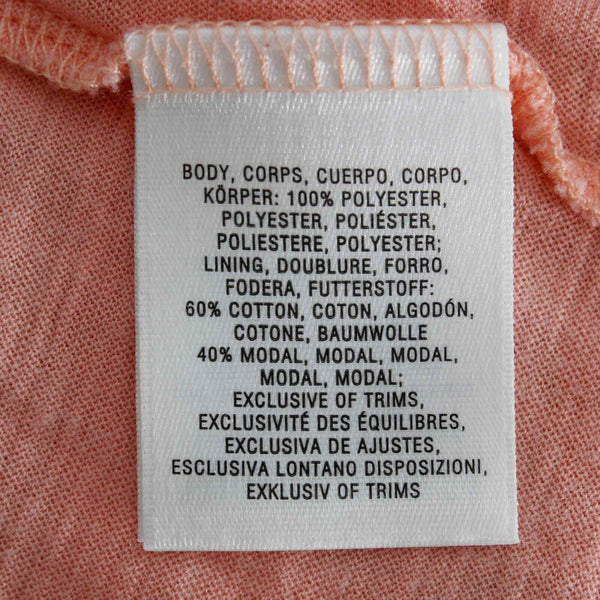 BODY, CORPS, CUERPO, CORPO,
KÖRPER: 100% POLYESTER,
POLYESTER, POLIÉSTER,
POLIESTERE, POLYESTER;
LINING, DOUBLURE, FORRO,
FODERA, FUTTERSTOFF:
60% COTTON, COTON, ALGODÓN,
COTONE, BAUMWOLLE
40% MODAL, MODAL, MODAL,
MODAL, MODAL;
EXCLUSIVE OF TRIMS,
EXCLUSIVITÉ DES ÉQUILIBRES,
EXCLUSIVA DE AJUSTES,
ESCLUSIVA LONTANO DISPOSIZIONI,
EXKLUSIV OF TRIMS